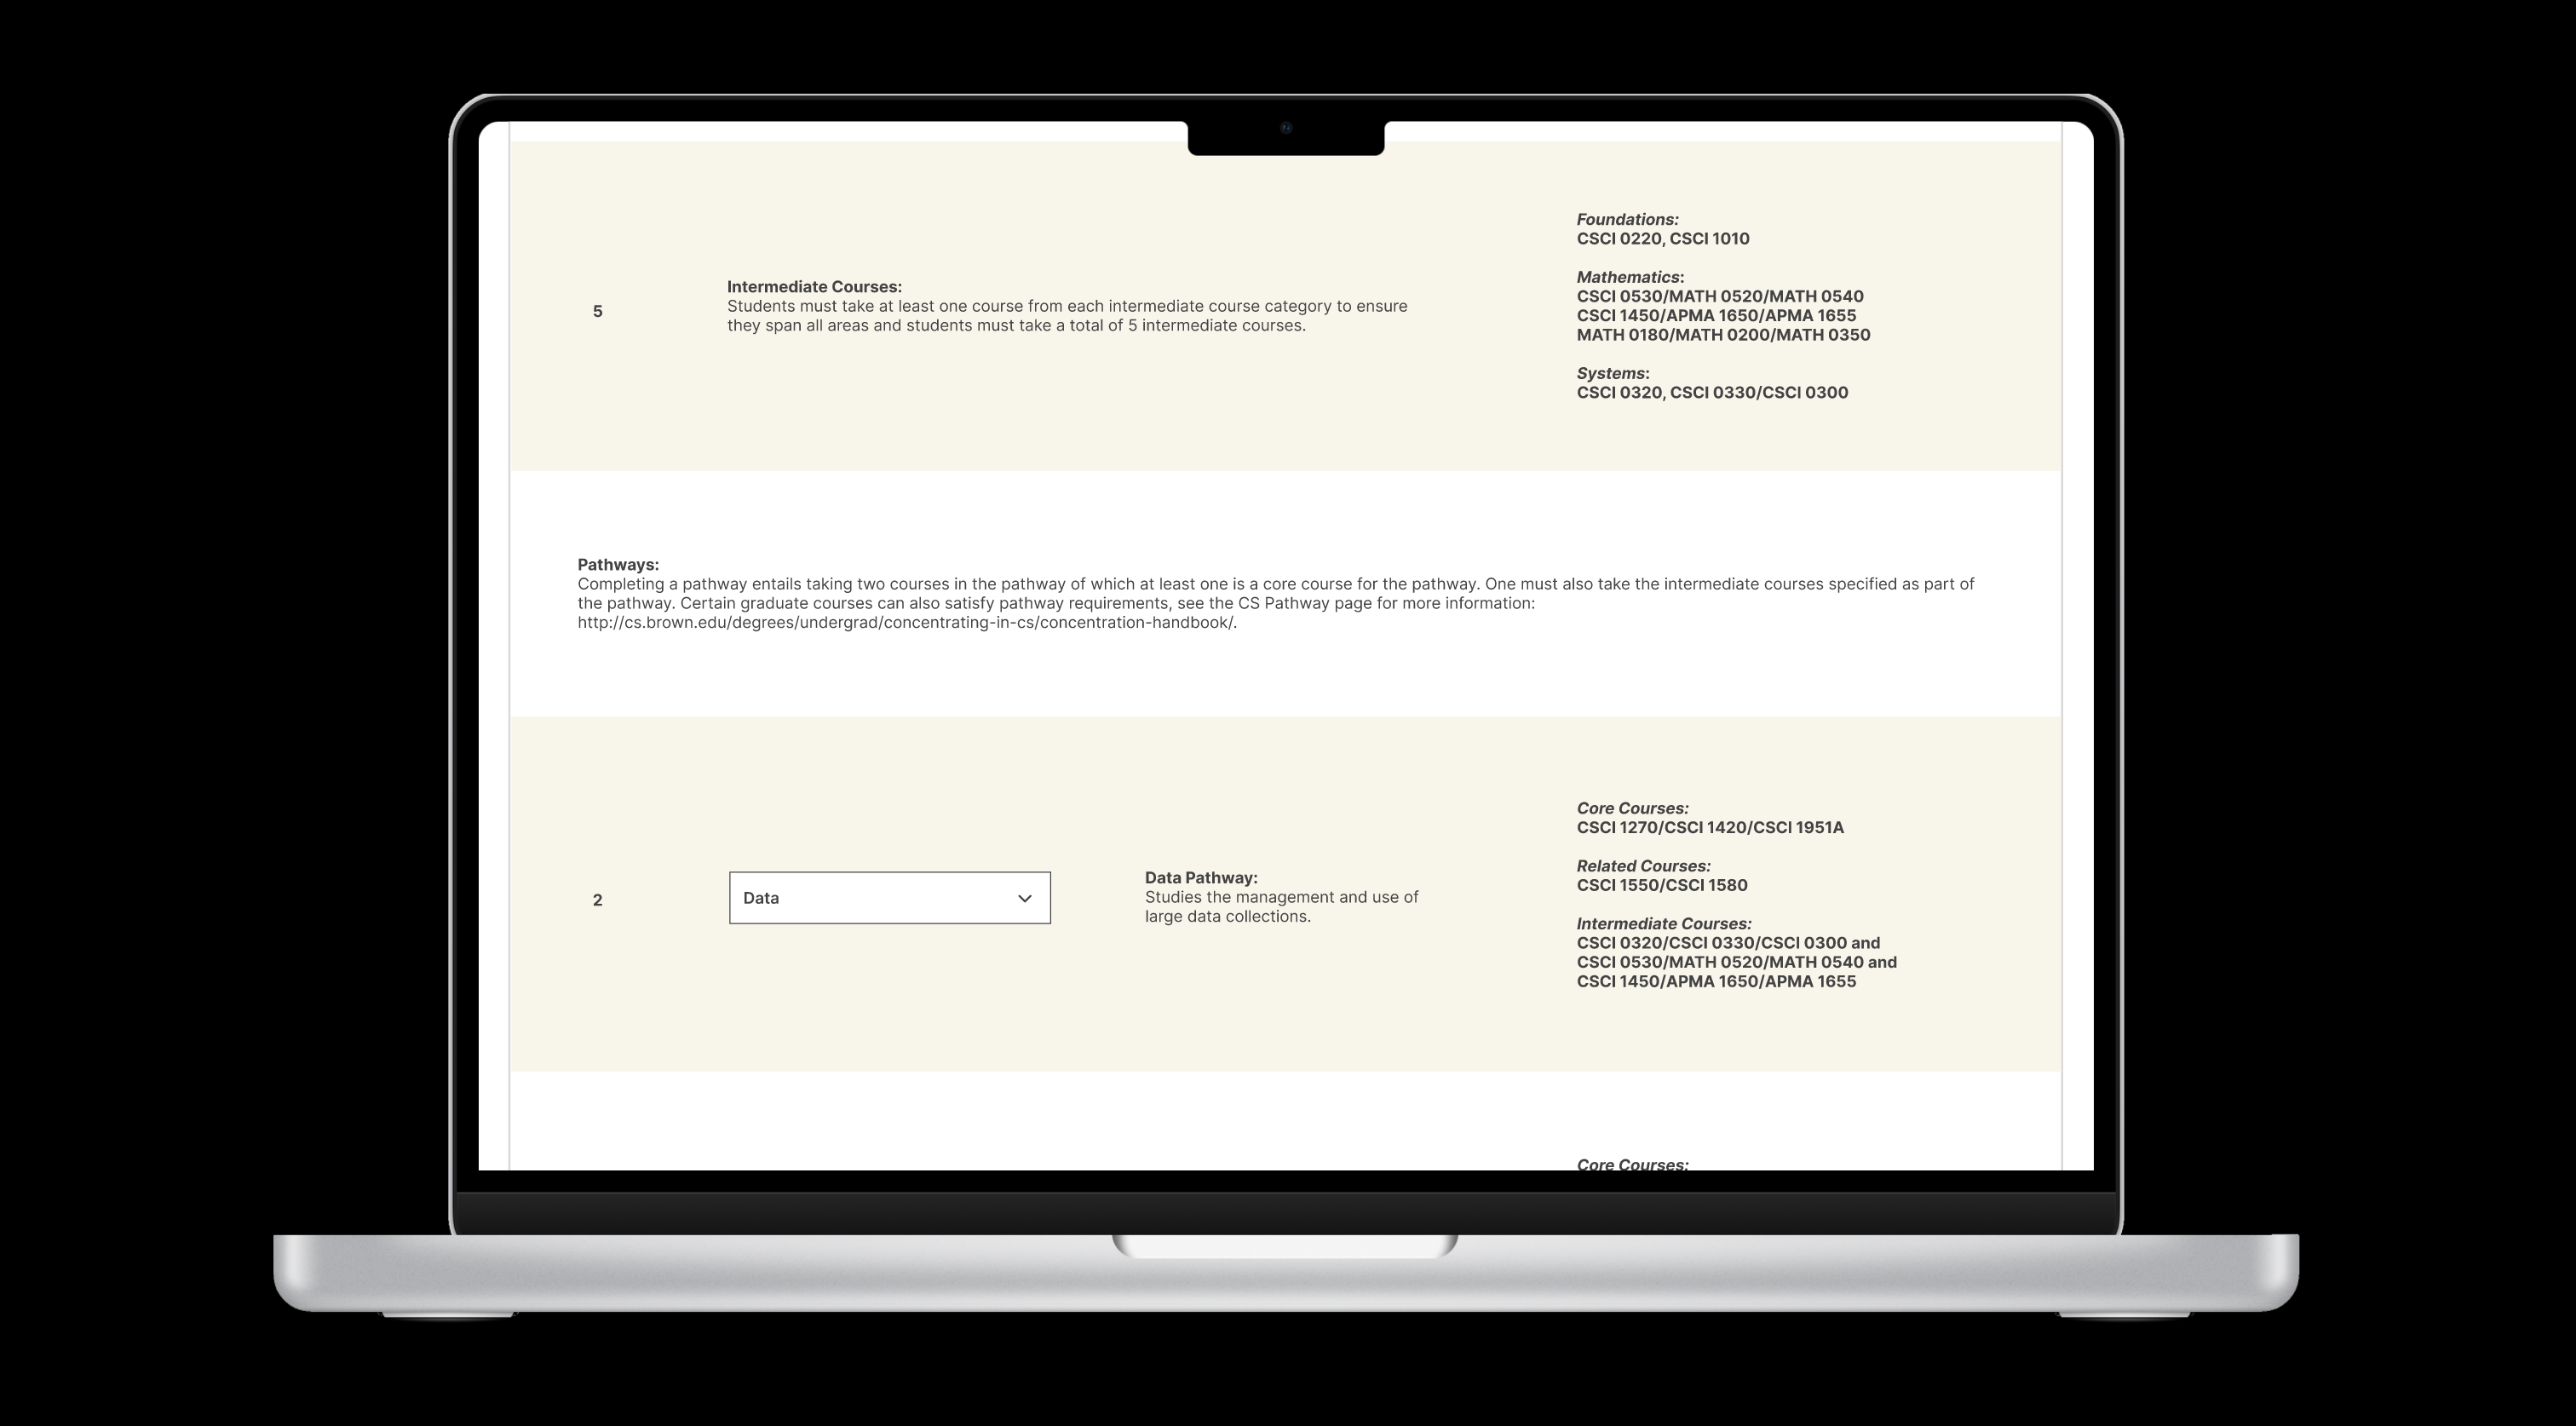 Foundations:
CSCI 0220, CSCI 1010
Mathematics:
CSCI 0530/MATH 0520/MATH 0540
CSCI 1450/APMA 1650/APMA 1655
MATH 0180/MATH 0200/MATH 0350
Systems:
CSCI 0320, CSCI 0330/CSCI 0300
5
Intermediate Courses:
Students must take at least one course from each intermediate course category to ensure
they span all areas and students must take a total of 5 intermediate courses.
Pathways:
Completing a pathway entails taking two courses in the pathway of which at least one is a core course for the pathway. One must also take the intermediate courses specified as part of
the pathway. Certain graduate courses can also satisfy pathway requirements, see the CS Pathway page for more information:
http://cs.brown.edu/degrees/undergrad/concentrating-in-cs/concentration-handbook/.
2
Data
Data Pathway:
Studies the management and use of
large data collections.
Core Courses:
CSCI 1270/CSCI 1420/CSCI 1951A
Related Courses:
CSCI 1550/CSCI 1580
Intermediate Courses:
CSCI 0320/CSCI 0330/CSCI 0300 and
CSCI 0530/MATH 0520/MATH 0540 and
CSCI 1450/APMA 1650/APMA 1655
Core Courses: